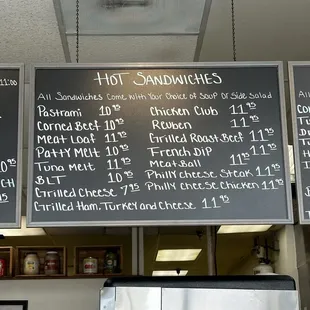 HOT SANDWICHES
All Sandwiches Come With Your Choice of Soup or Side Salad
Pastrami 10.95
Corned Beef 10.95
Meat Loaf 11.95
Patty Melt 10.95
Tuna Melt 11.95
BLT 10.95
Grilled Cheese 7.95
Grilled Ham, Turkey and Cheese 11.95
Chicken Club 11.95
Reuben 11.95
Grilled Roast Beef 11.95
French Dip 11.95
Meat Ball 11.95
Philly Cheese Steak 11.95
Philly Cheese Chicken 11.95